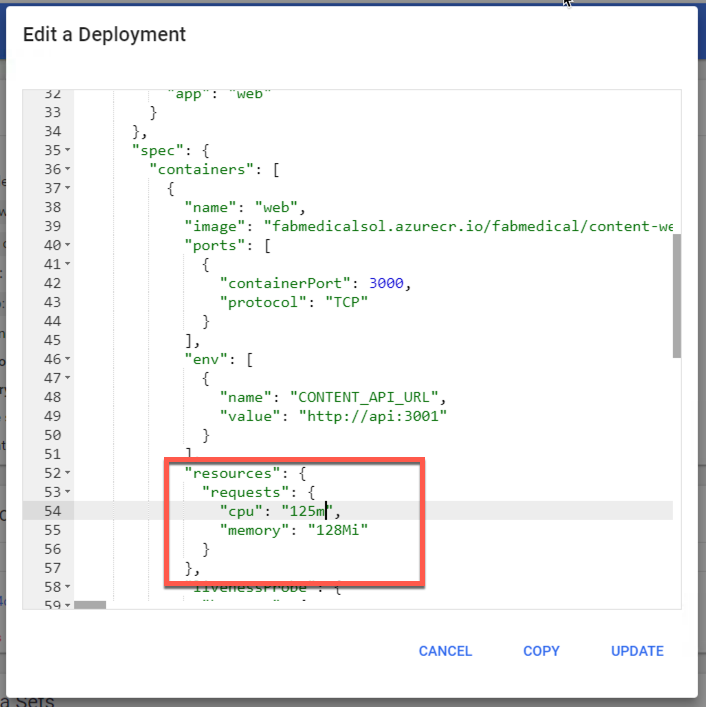 Edit a Deployment
32 "app": "web"
33 }
34 },
35 "spec": {
36 "containers": [
37 {
38 "name": "web",
39 "image": "fabmedicalsol.azurecr.io/fabmedical/content-we
40 "ports": [
41 {
42 "containerPort": 3000,
43 "protocol": "TCP"
44 }
45 ],
46 "env": [
47 {
48 "name": "CONTENT_API_URL",
49 "value": "http://api:3001"
50 }
51 ]
52 "resources": {
53 "requests": {
54 "cpu": "125m",
55 "memory": "128Mi"
56 }
57 },
58 "livenessProbe": {
59
CANCEL COPY UPDATE
a Sets